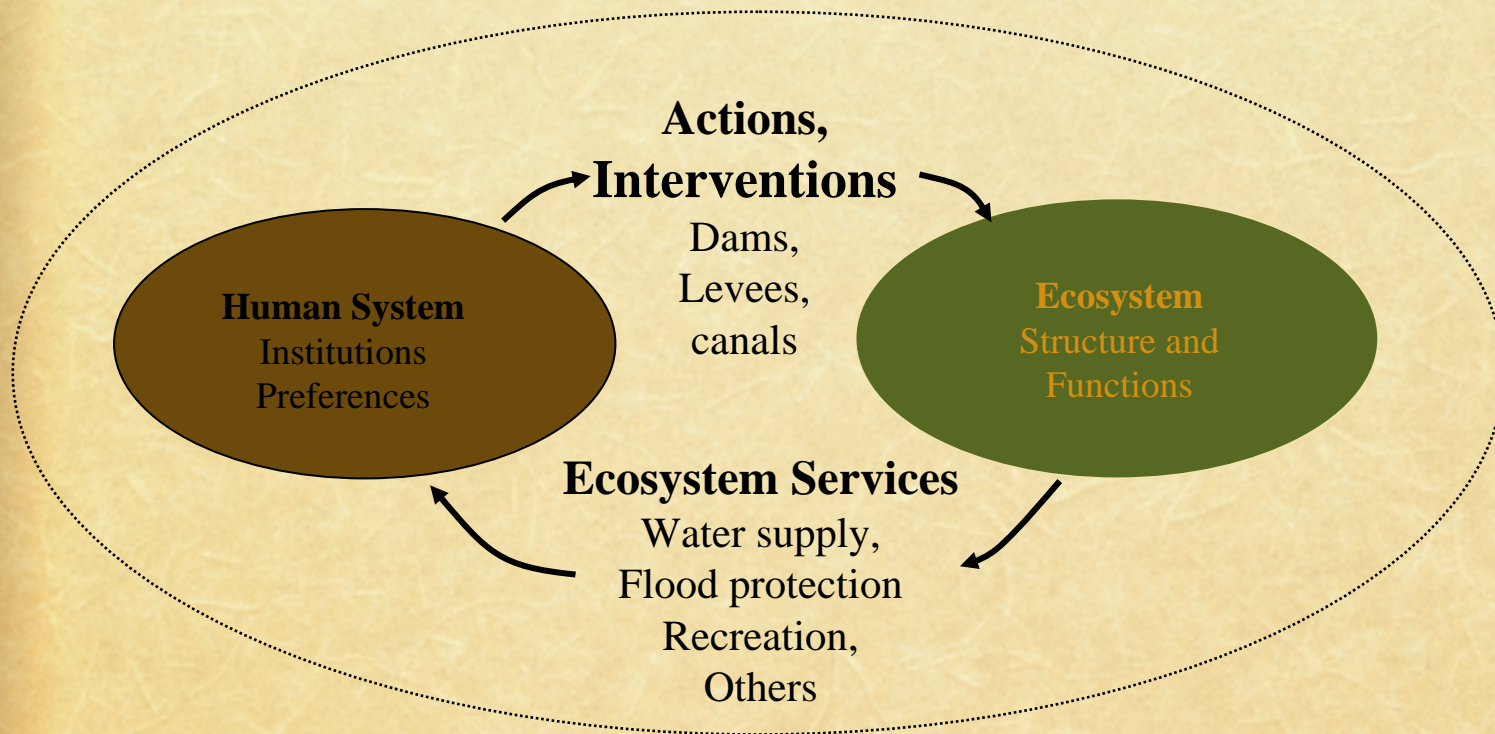 Actions,
Interventions
Dams,
Levees,
canals
Human System
Institutions
Preferences
Ecosystem
Structure and
Functions
Ecosystem Services
Water supply,
Flood protection
Recreation,
Others